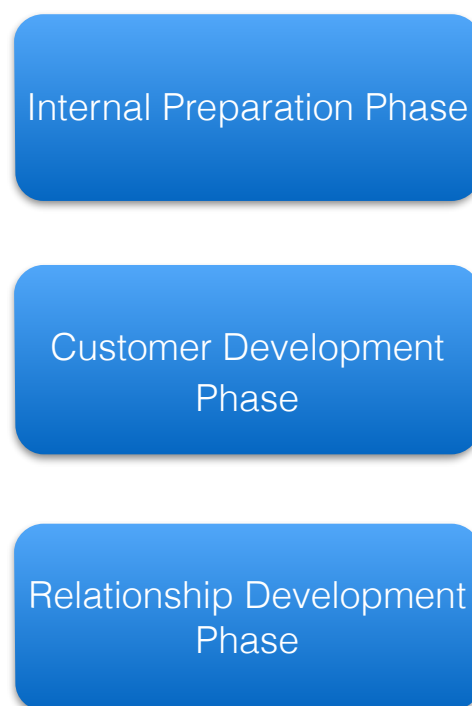 Internal Preparation Phase
Customer Development
Phase
Relationship Development
Phase